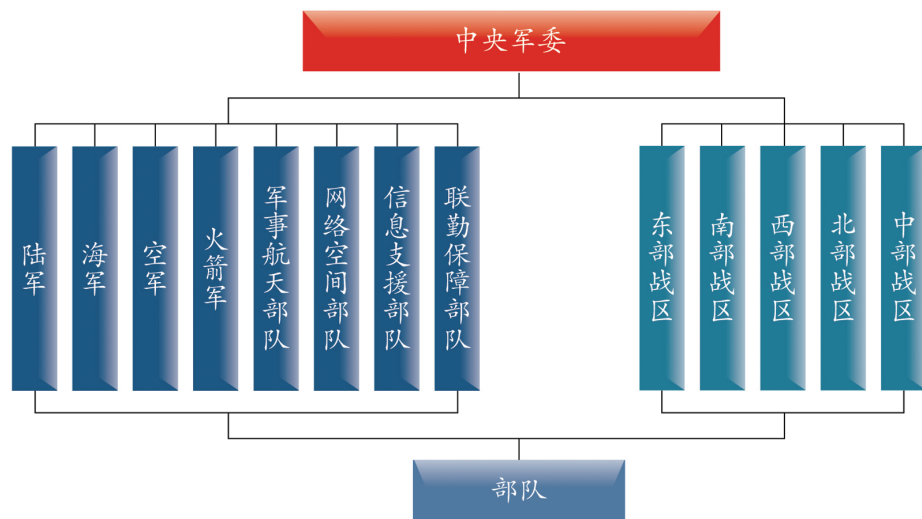 中央军委
陆军
海军
空军
火箭军
军事航天部队
网络空间部队
信息支援部队
联勤保障部队
东部战区
南部战区
西部战区
北部战区
中部战区
部队